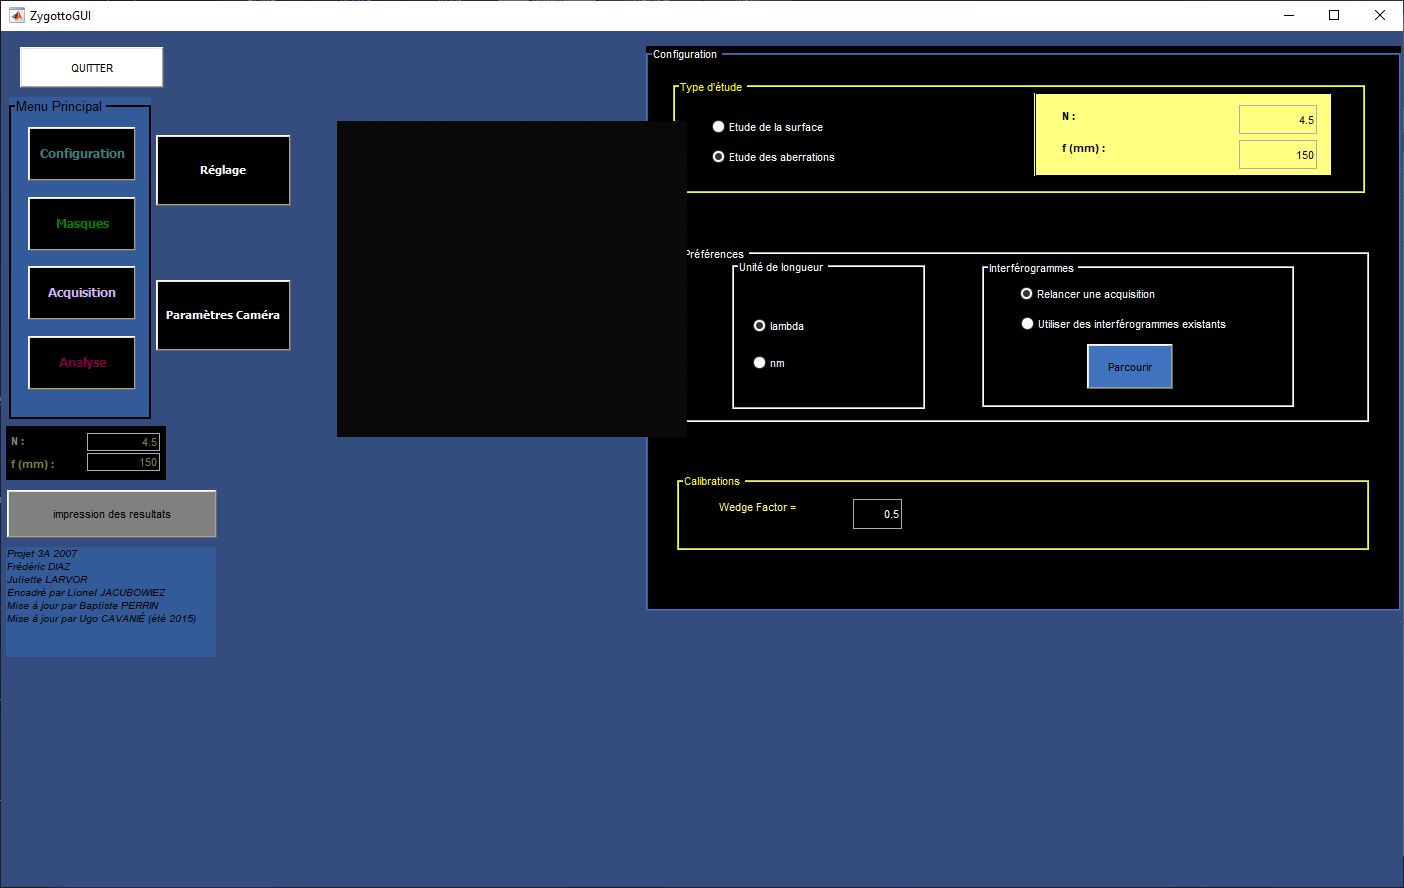 ZygottoGUI
QUITTER
Menu Principal
Configuration
Masques
Acquisition
Analyse
Réglage
Paramètres Caméra
N :
4.5
f (mm) :
150
impression des resultats
Projet 3A 2007
Frédéric DIAZ
Juliette LARVOR
Encadré par Lionel JACUBOWIEZ
Mise à jour par Baptiste PERRIN
Mise à jour par Ugo CAVANIÉ (été 2015)
Configuration
Type d'étude
Etude de la surface
Etude des aberrations
N :
4.5
f (mm) :
150
Préférences
Unité de longueur
lambda
nm
Interférogrammes
Relancer une acquisition
Utiliser des interférogrammes existants
Parcourir
Calibrations
Wedge Factor =
0.5